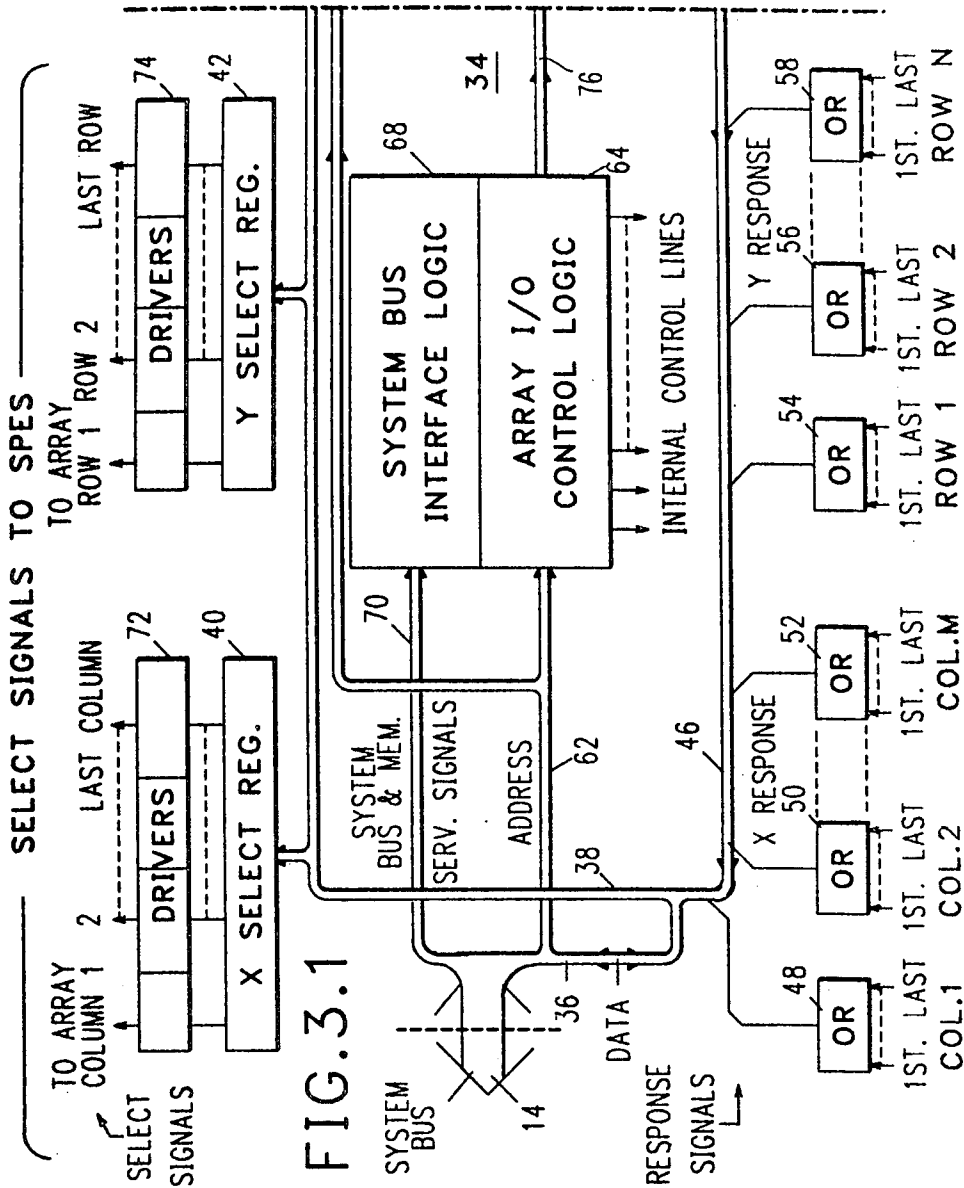 SELECT SIGNALS TO SPES
TO ARRAY
COLUMN 1
2
LAST COLUMN
TO ARRAY
ROW 1
ROW 2
LAST ROW
SELECT
SIGNALS
DRIVERS
72
DRIVERS
74
X SELECT REG.
40
Y SELECT REG.
42
FIG.3.1
SYSTEM
BUS
14
SYSTEM
BUS & MEM.
SERV. SIGNALS
70
ADDRESS
62
36
DATA
38
SYSTEM BUS
INTERFACE LOGIC
68
ARRAY I/O
CONTROL LOGIC
64
INTERNAL CONTROL LINES
34
76
46
RESPONSE
SIGNALS
X RESPONSE
Y RESPONSE
OR
48
OR
50
OR
52
OR
54
OR
56
OR
58
1ST. LAST
COL.1
1ST. LAST
COL.2
1ST. LAST
COL.M
1ST. LAST
ROW 1
1ST. LAST
ROW 2
1ST. LAST
ROW N